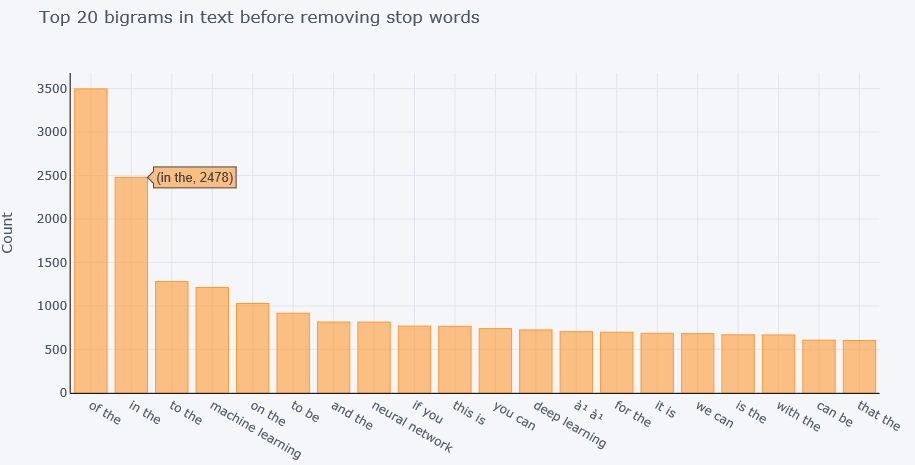 Top 20 bigrams in text before removing stop words
Count
3500
3000
2500
2000
1500
1000
500
0
(in the, 2478)
of the
in the
to the
machine learning
on the
to be
and the
neural network
if you
this is
you can
deep learning
à¹ à¹
for the
it is
we can
is the
with the
can be
that the